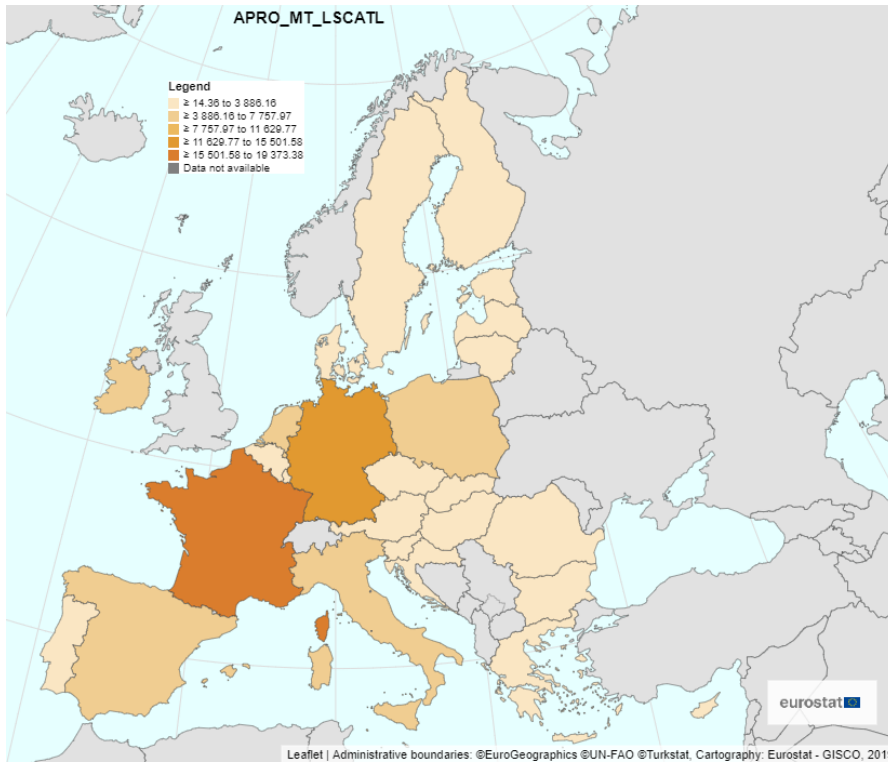 APRO_MT_LSCATL
Legend
≥ 14.36 to 3 886.16
≥ 3 886.16 to 7 757.97
≥ 7 757.97 to 11 629.77
≥ 11 629.77 to 15 501.58
≥ 15 501.58 to 19 373.38
Data not available
eurostat
Leaflet | Administrative boundaries: ©EuroGeographics ©UN-FAO ©Turkstat, Cartography: Eurostat - GISCO, 201